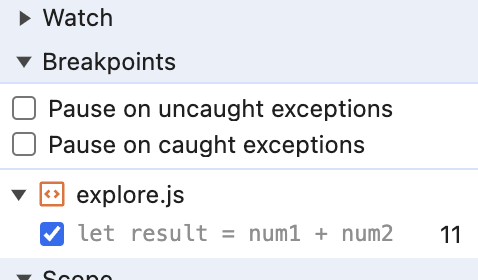 Watch
Breakpoints
Pause on uncaught exceptions
Pause on caught exceptions
explore.js
let result = num1 + num2 11
Scope